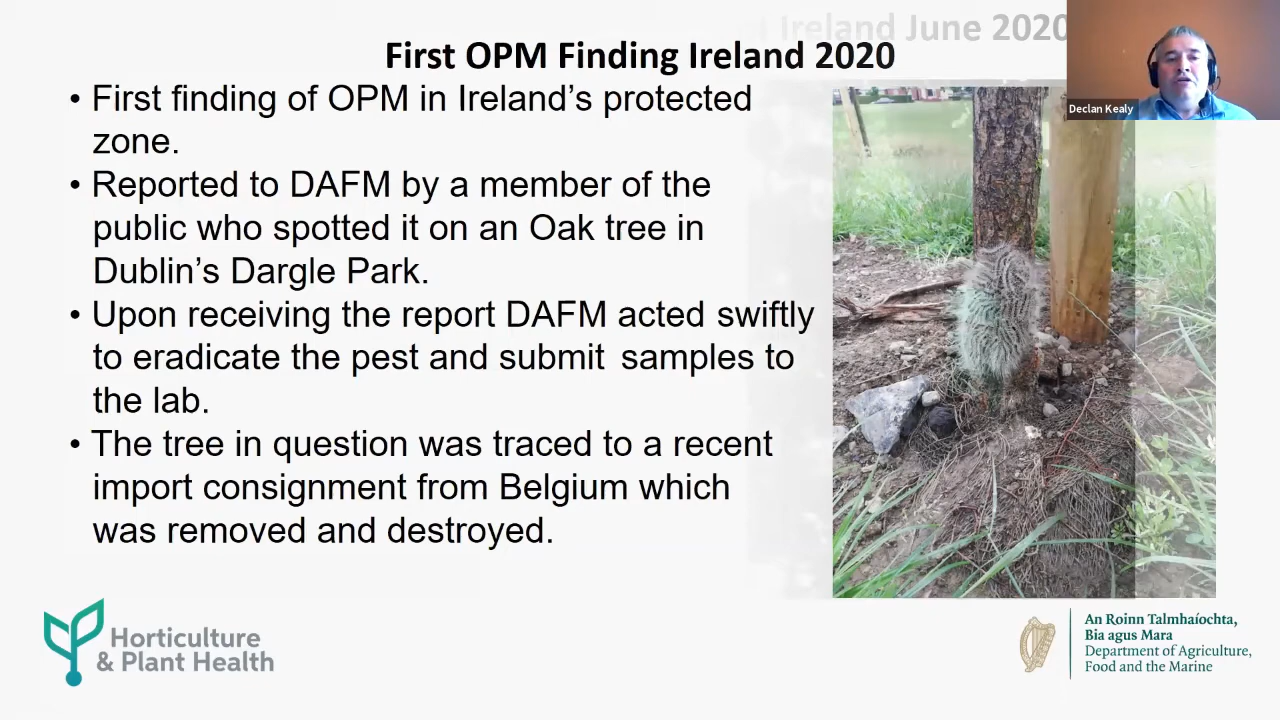 Ireland June 2020
First OPM Finding Ireland 2020
Declan Kealy
• First finding of OPM in Ireland’s protected
zone.
• Reported to DAFM by a member of the
public who spotted it on an Oak tree in
Dublin’s Dargle Park.
• Upon receiving the report DAFM acted swiftly
to eradicate the pest and submit samples to
the lab.
• The tree in question was traced to a recent
import consignment from Belgium which
was removed and destroyed.
Horticulture
& Plant Health
An Roinn Talmhaíochta,
Bia agus Mara
Department of Agriculture,
Food and the Marine